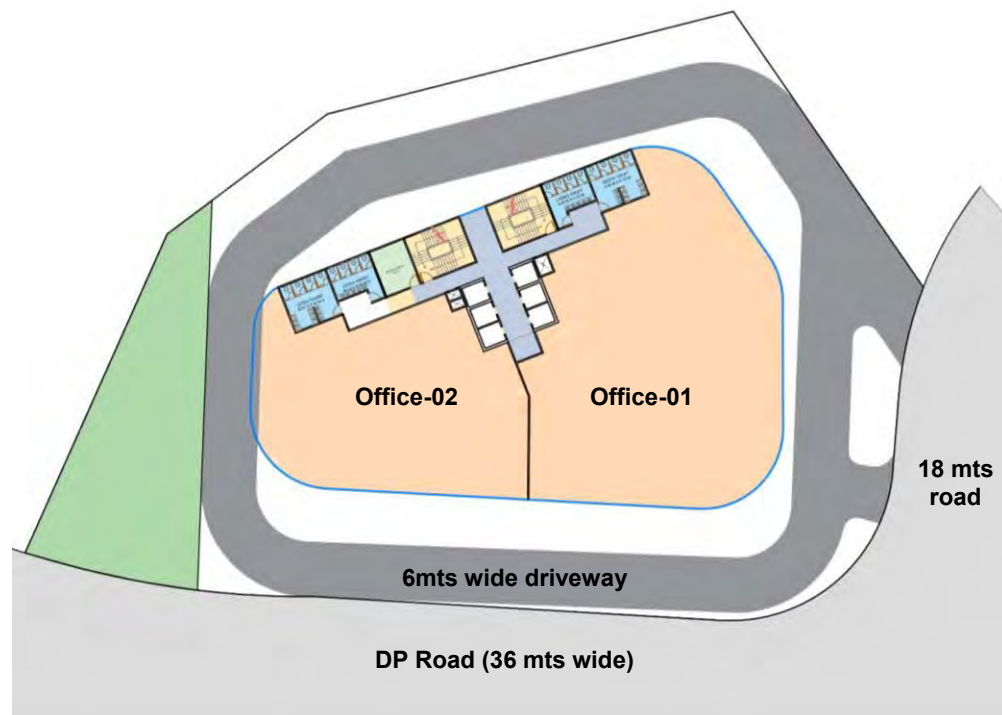 Office-02
Office-01
18 mts
road
6mts wide driveway
DP Road (36 mts wide)